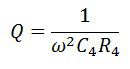 Q = 1 / (ω²C₄R₄)